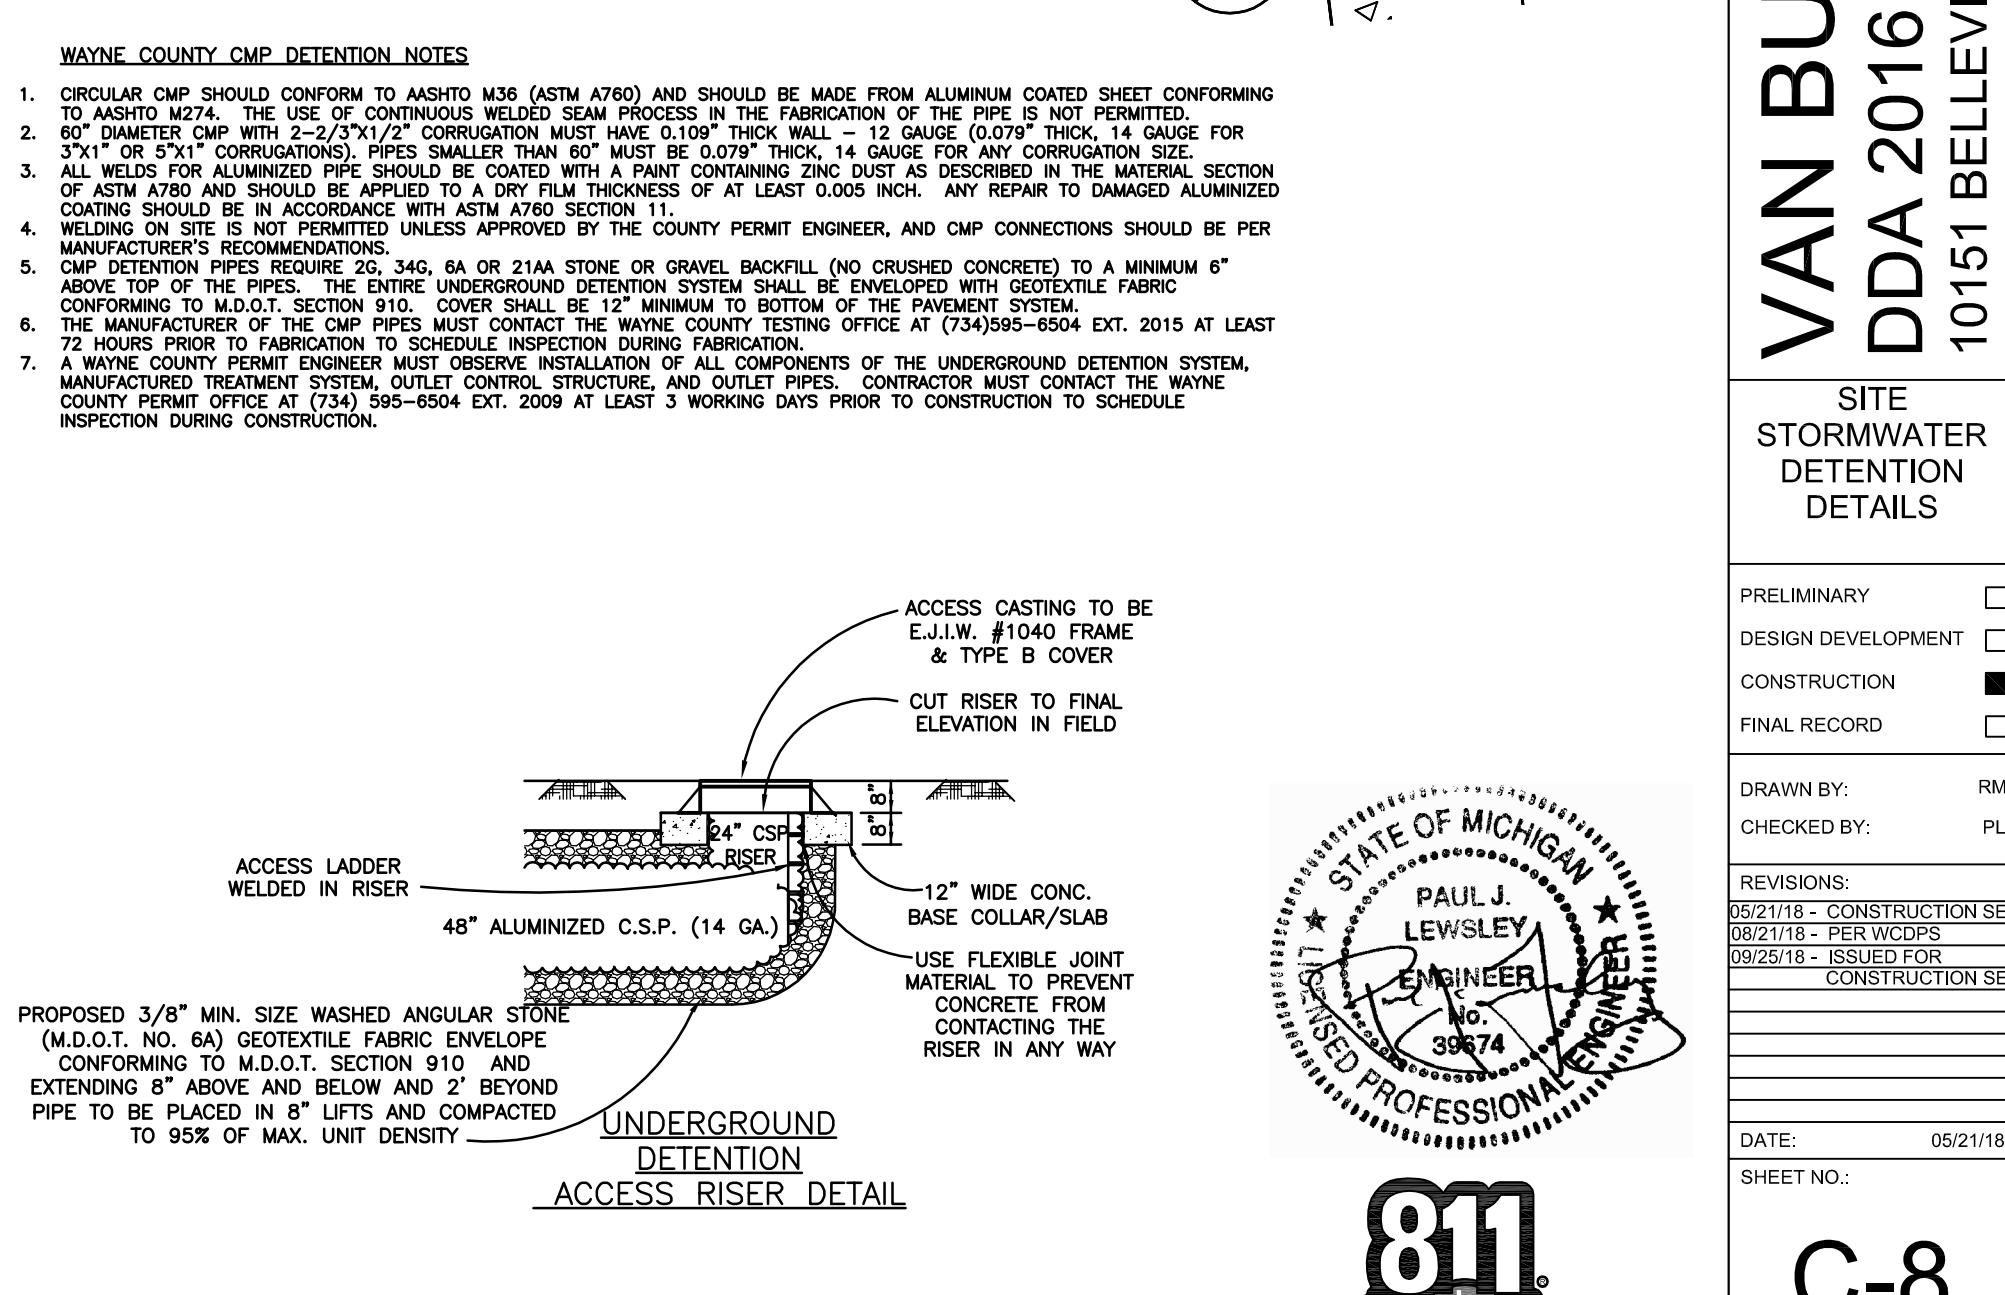 WAYNE COUNTY CMP DETENTION NOTES
1. CIRCULAR CMP SHOULD CONFORM TO AASHTO M36 (ASTM A760) AND SHOULD BE MADE FROM ALUMINUM COATED SHEET CONFORMING
TO AASHTO M274. THE USE OF CONTINUOUS WELDED SEAM PROCESS IN THE FABRICATION OF THE PIPE IS NOT PERMITTED.
2. 60" DIAMETER CMP WITH 2-2/3"X1/2" CORRUGATION MUST HAVE 0.109" THICK WALL – 12 GAUGE (0.079" THICK, 14 GAUGE FOR
3"X1" OR 5"X1" CORRUGATIONS). PIPES SMALLER THAN 60" MUST BE 0.079" THICK, 14 GAUGE FOR ANY CORRUGATION SIZE.
3. ALL WELDS FOR ALUMINIZED PIPE SHOULD BE COATED WITH A PAINT CONTAINING ZINC DUST AS DESCRIBED IN THE MATERIAL SECTION
OF ASTM A780 AND SHOULD BE APPLIED TO A DRY FILM THICKNESS OF AT LEAST 0.005 INCH. ANY REPAIR TO DAMAGED ALUMINIZED
COATING SHOULD BE IN ACCORDANCE WITH ASTM A760 SECTION 11.
4. WELDING ON SITE IS NOT PERMITTED UNLESS APPROVED BY THE COUNTY PERMIT ENGINEER, AND CMP CONNECTIONS SHOULD BE PER
MANUFACTURER'S RECOMMENDATIONS.
5. CMP DETENTION PIPES REQUIRE 2G, 34G, 6A OR 21AA STONE OR GRAVEL BACKFILL (NO CRUSHED CONCRETE) TO A MINIMUM 6"
ABOVE TOP OF THE PIPES. THE ENTIRE UNDERGROUND DETENTION SYSTEM SHALL BE ENVELOPED WITH GEOTEXTILE FABRIC
CONFORMING TO M.D.O.T. SECTION 910. COVER SHALL BE 12" MINIMUM TO BOTTOM OF THE PAVEMENT SYSTEM.
6. THE MANUFACTURER OF THE CMP PIPES MUST CONTACT THE WAYNE COUNTY TESTING OFFICE AT (734)595-6504 EXT. 2015 AT LEAST
72 HOURS PRIOR TO FABRICATION TO SCHEDULE INSPECTION DURING FABRICATION.
7. A WAYNE COUNTY PERMIT ENGINEER MUST OBSERVE INSTALLATION OF ALL COMPONENTS OF THE UNDERGROUND DETENTION SYSTEM,
MANUFACTURED TREATMENT SYSTEM, OUTLET CONTROL STRUCTURE, AND OUTLET PIPES. CONTRACTOR MUST CONTACT THE WAYNE
COUNTY PERMIT OFFICE AT (734) 595-6504 EXT. 2009 AT LEAST 3 WORKING DAYS PRIOR TO CONSTRUCTION TO SCHEDULE
INSPECTION DURING CONSTRUCTION.
ACCESS CASTING TO BE
E.J.I.W. #1040 FRAME
& TYPE B COVER
CUT RISER TO FINAL
ELEVATION IN FIELD
8"
8"
24" CSP
RISER
ACCESS LADDER
WELDED IN RISER
48" ALUMINIZED C.S.P. (14 GA.)
12" WIDE CONC.
BASE COLLAR/SLAB
USE FLEXIBLE JOINT
MATERIAL TO PREVENT
CONCRETE FROM
CONTACTING THE
RISER IN ANY WAY
PROPOSED 3/8" MIN. SIZE WASHED ANGULAR STONE
(M.D.O.T. NO. 6A) GEOTEXTILE FABRIC ENVELOPE
CONFORMING TO M.D.O.T. SECTION 910 AND
EXTENDING 8" ABOVE AND BELOW AND 2' BEYOND
PIPE TO BE PLACED IN 8" LIFTS AND COMPACTED
TO 95% OF MAX. UNIT DENSITY
UNDERGROUND
DETENTION
ACCESS RISER DETAIL
STATE OF MICHIGAN
PAUL J.
LEWSLEY
ENGINEER
No.
39674
LICENSED PROFESSIONAL ENGINEER
811
®
VAN BU
DDA 2016
10151 BELLEVI
SITE
STORMWATER
DETENTION
DETAILS
PRELIMINARY
DESIGN DEVELOPMENT
CONSTRUCTION
FINAL RECORD
DRAWN BY: RM
CHECKED BY: PL
REVISIONS:
05/21/18 - CONSTRUCTION SE
08/21/18 - PER WCDPS
09/25/18 - ISSUED FOR
CONSTRUCTION SE
DATE: 05/21/18
SHEET NO.:
C-8